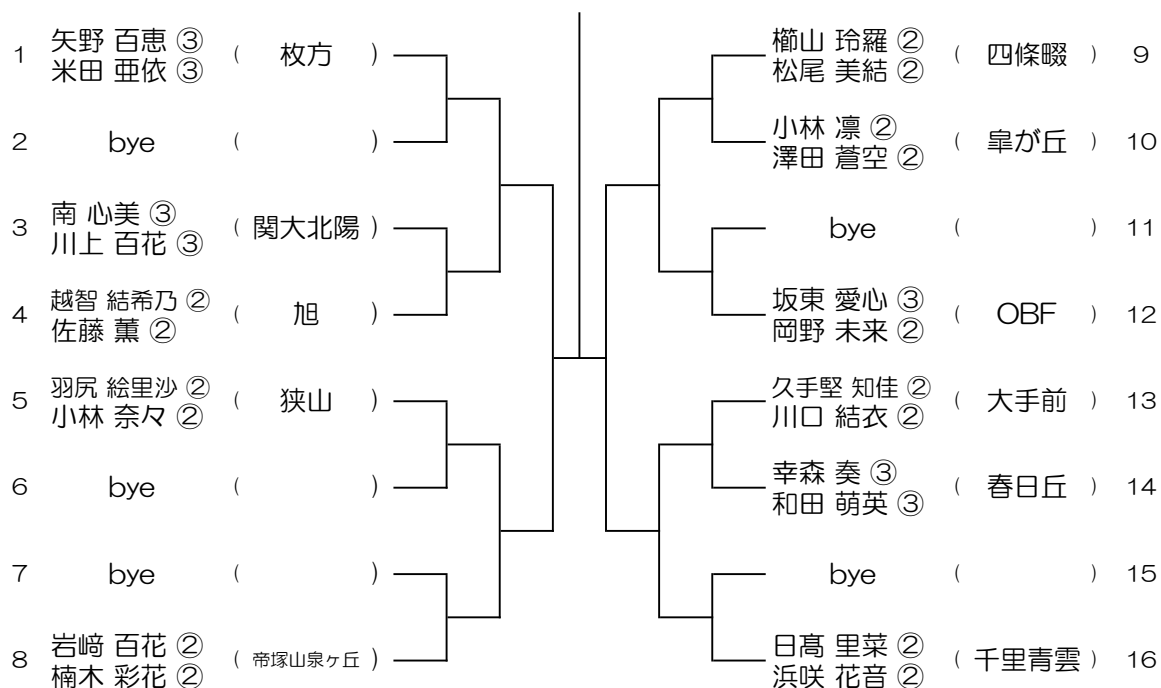 1 矢野 百恵 ③ ( 枚方 )
米田 亜依 ③
2 bye ( )
3 南 心美 ③ ( 関大北陽 )
川上 百花 ③
4 越智 結希乃 ② ( 旭 )
佐藤 薫 ②
5 羽尻 絵里沙 ② ( 狭山 )
小林 奈々 ②
6 bye ( )
7 bye ( )
8 岩﨑 百花 ② ( 帝塚山泉ヶ丘 )
楠木 彩花 ②
櫛山 玲羅 ② ( 四條畷 ) 9
松尾 美結 ②
小林 凛 ② ( 皐が丘 ) 10
澤田 蒼空 ②
bye ( ) 11
坂東 愛心 ③ ( OBF ) 12
岡野 未来 ②
久手堅 知佳 ② ( 大手前 ) 13
川口 結衣 ②
幸森 奏 ③ ( 春日丘 ) 14
和田 萌英 ③
bye ( ) 15
日髙 里菜 ② ( 千里青雲 ) 16
浜咲 花音 ②